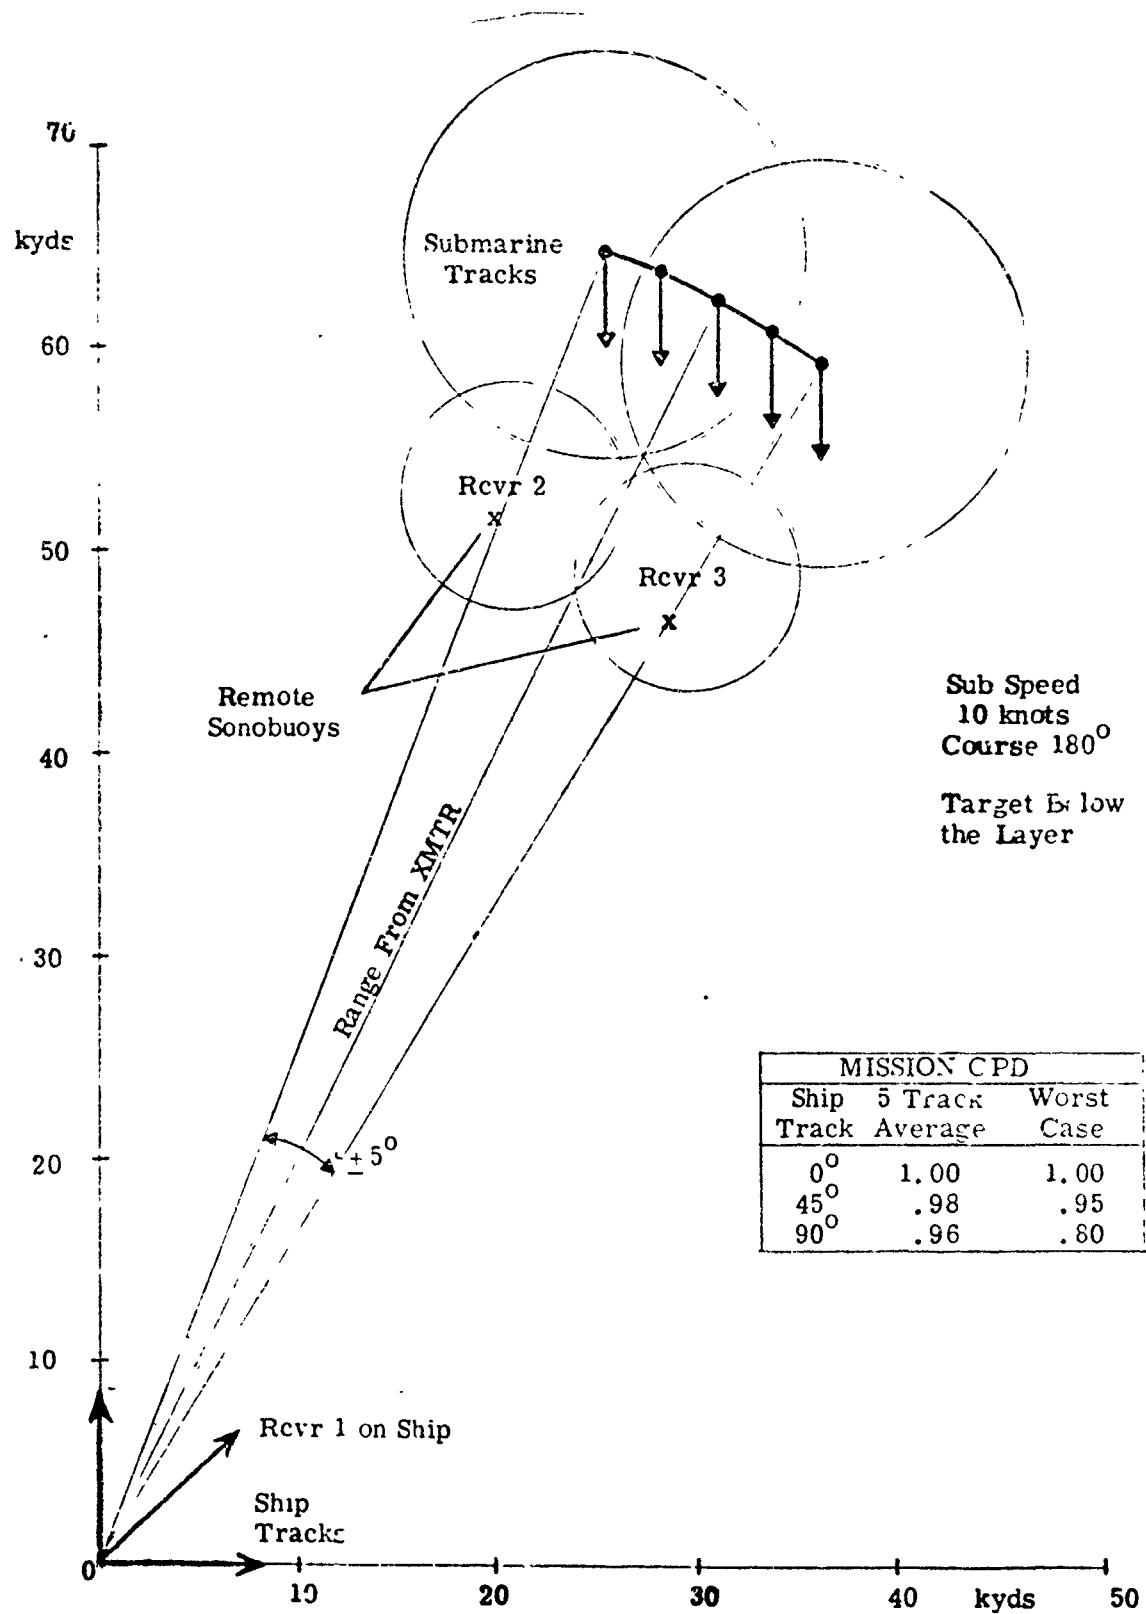 70
kyds
Submarine
Tracks
60
Rcvr 2
x
50
Rcvr 3
x
Remote
Sonobuoys
Sub Speed
10 knots
Course 180°
Target Below
the Layer
40
Range From XMTR
30
MISSION CPD
Ship 5 Track Worst
Track Average Case
0° 1.00 1.00
45° .98 .95
90° .96 .80
± 5°
20
10
Rcvr 1 on Ship
Ship
Tracks
0
10 20 30 40 kyds 50